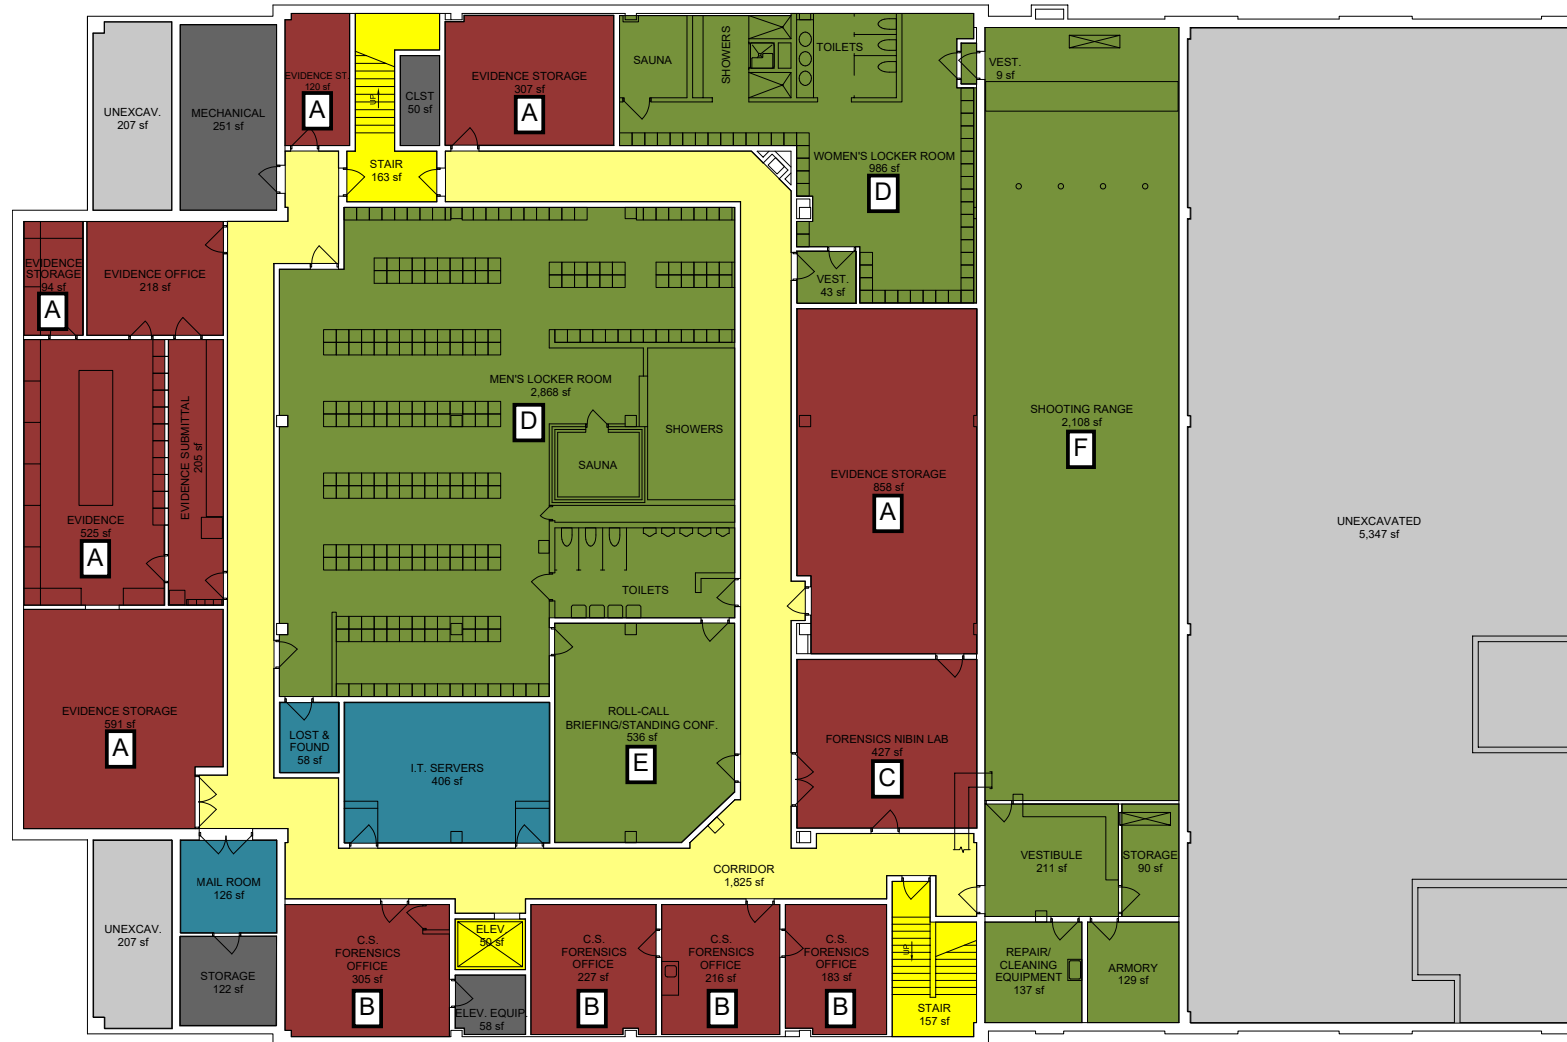 UNEXCAV.
207 sf
MECHANICAL
251 sf
EVIDENCE ST.
120 sf
A
UP
CLST
50 sf
STAIR
163 sf
EVIDENCE STORAGE
307 sf
A
SAUNA
SHOWERS
TOILETS
WOMEN'S LOCKER ROOM
986 sf
D
VEST.
9 sf
VEST.
43 sf
EVIDENCE
STORAGE
94 sf
A
EVIDENCE OFFICE
218 sf
EVIDENCE
525 sf
A
EVIDENCE SUBMITTAL
205 sf
MEN'S LOCKER ROOM
2,868 sf
D
SHOWERS
SAUNA
TOILETS
EVIDENCE STORAGE
858 sf
A
SHOOTING RANGE
2,108 sf
F
UNEXCAVATED
5,347 sf
EVIDENCE STORAGE
591 sf
A
LOST &
FOUND
58 sf
I.T. SERVERS
406 sf
ROLL-CALL
BRIEFING/STANDING CONF.
536 sf
E
FORENSICS NIBIN LAB
427 sf
C
CORRIDOR
1,825 sf
VESTIBULE
211 sf
STORAGE
90 sf
MAIL ROOM
126 sf
UNEXCAV.
207 sf
STORAGE
122 sf
C.S.
FORENSICS
OFFICE
305 sf
B
ELEV.
50 sf
ELEV. EQUIP.
58 sf
C.S.
FORENSICS
OFFICE
227 sf
B
C.S.
FORENSICS
OFFICE
216 sf
B
C.S.
FORENSICS
OFFICE
183 sf
B
UP
STAIR
157 sf
REPAIR/
CLEANING
EQUIPMENT
137 sf
ARMORY
129 sf